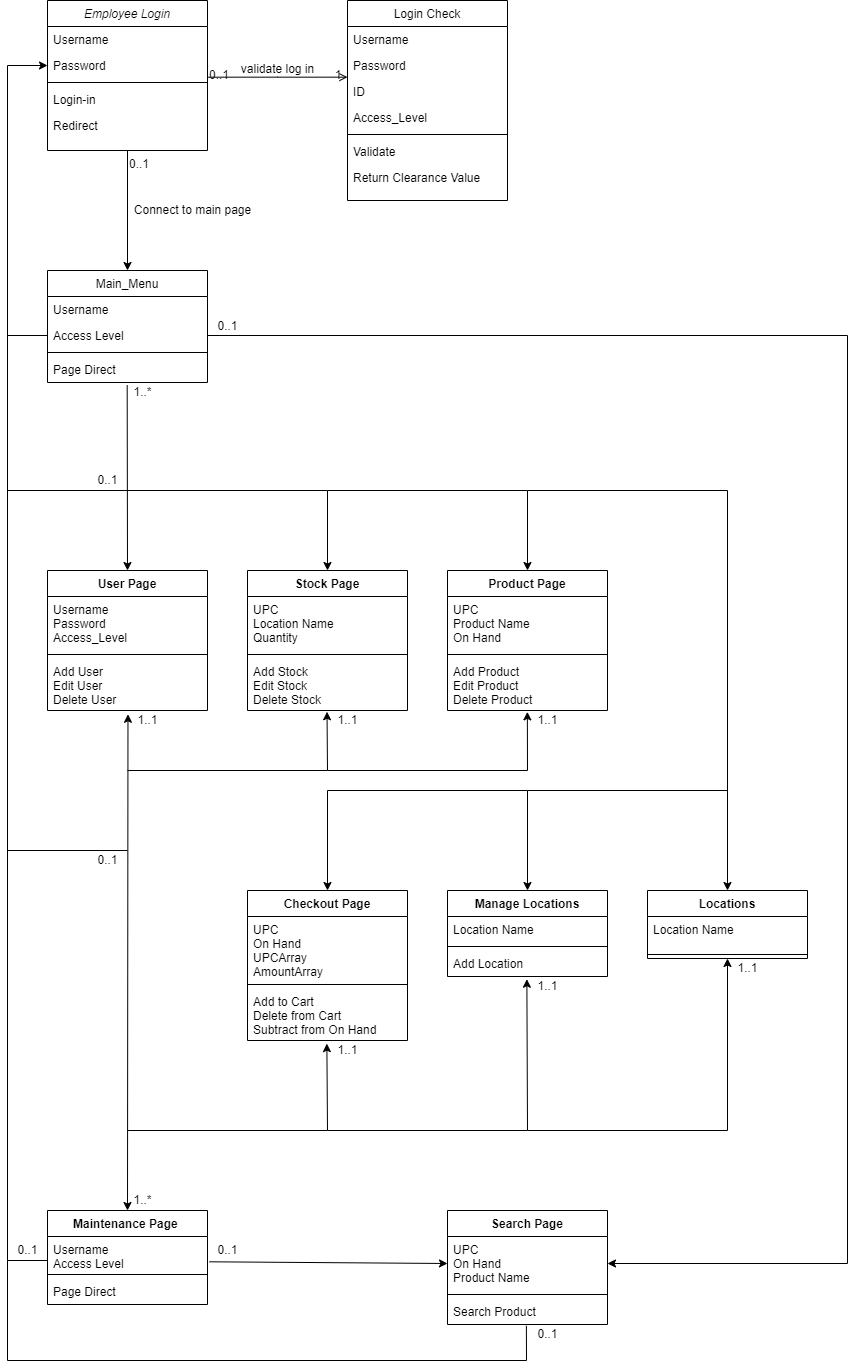 Employee Login
Username
Password
Login-in
Redirect
Login Check
Username
Password
ID
Access_Level
Validate
Return Clearance Value
0..1
validate log in
1
0..1
Connect to main page
Main_Menu
Username
Access Level
Page Direct
0..1
1..*
0..1
User Page
Username
Password
Access_Level
Add User
Edit User
Delete User
Stock Page
UPC
Location Name
Quantity
Add Stock
Edit Stock
Delete Stock
Product Page
UPC
Product Name
On Hand
Add Product
Edit Product
Delete Product
1..1
1..1
1..1
0..1
Checkout Page
UPC
On Hand
UPCArray
AmountArray
Add to Cart
Delete from Cart
Subtract from On Hand
Manage Locations
Location Name
Add Location
Locations
Location Name
1..1
1..1
1..1
1..*
Maintenance Page
Username
Access Level
Page Direct
0..1
0..1
Search Page
UPC
On Hand
Product Name
Search Product
0..1